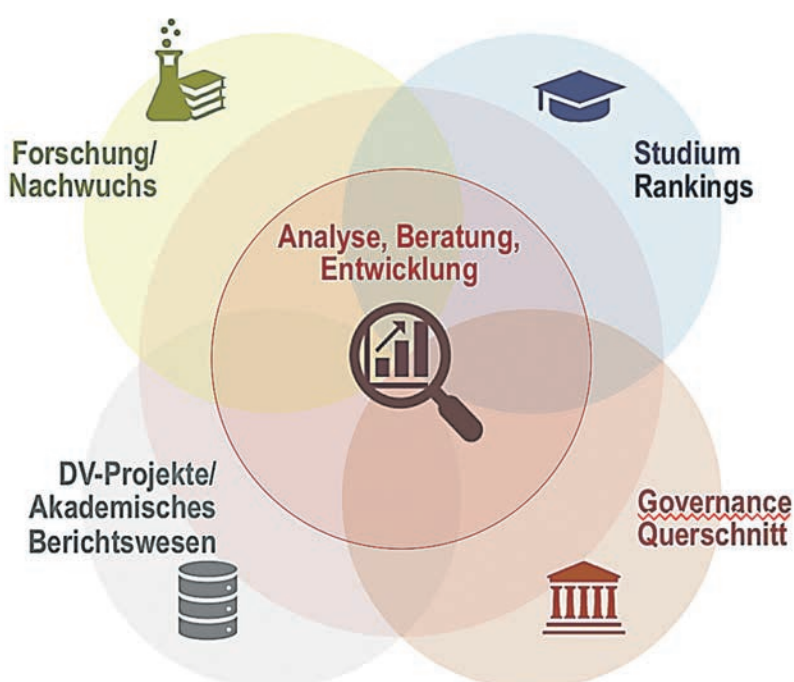 Forschung/
Nachwuchs
Studium
Rankings
Analyse, Beratung,
Entwicklung
DV-Projekte/
Akademisches
Berichtswesen
Governance
Querschnitt